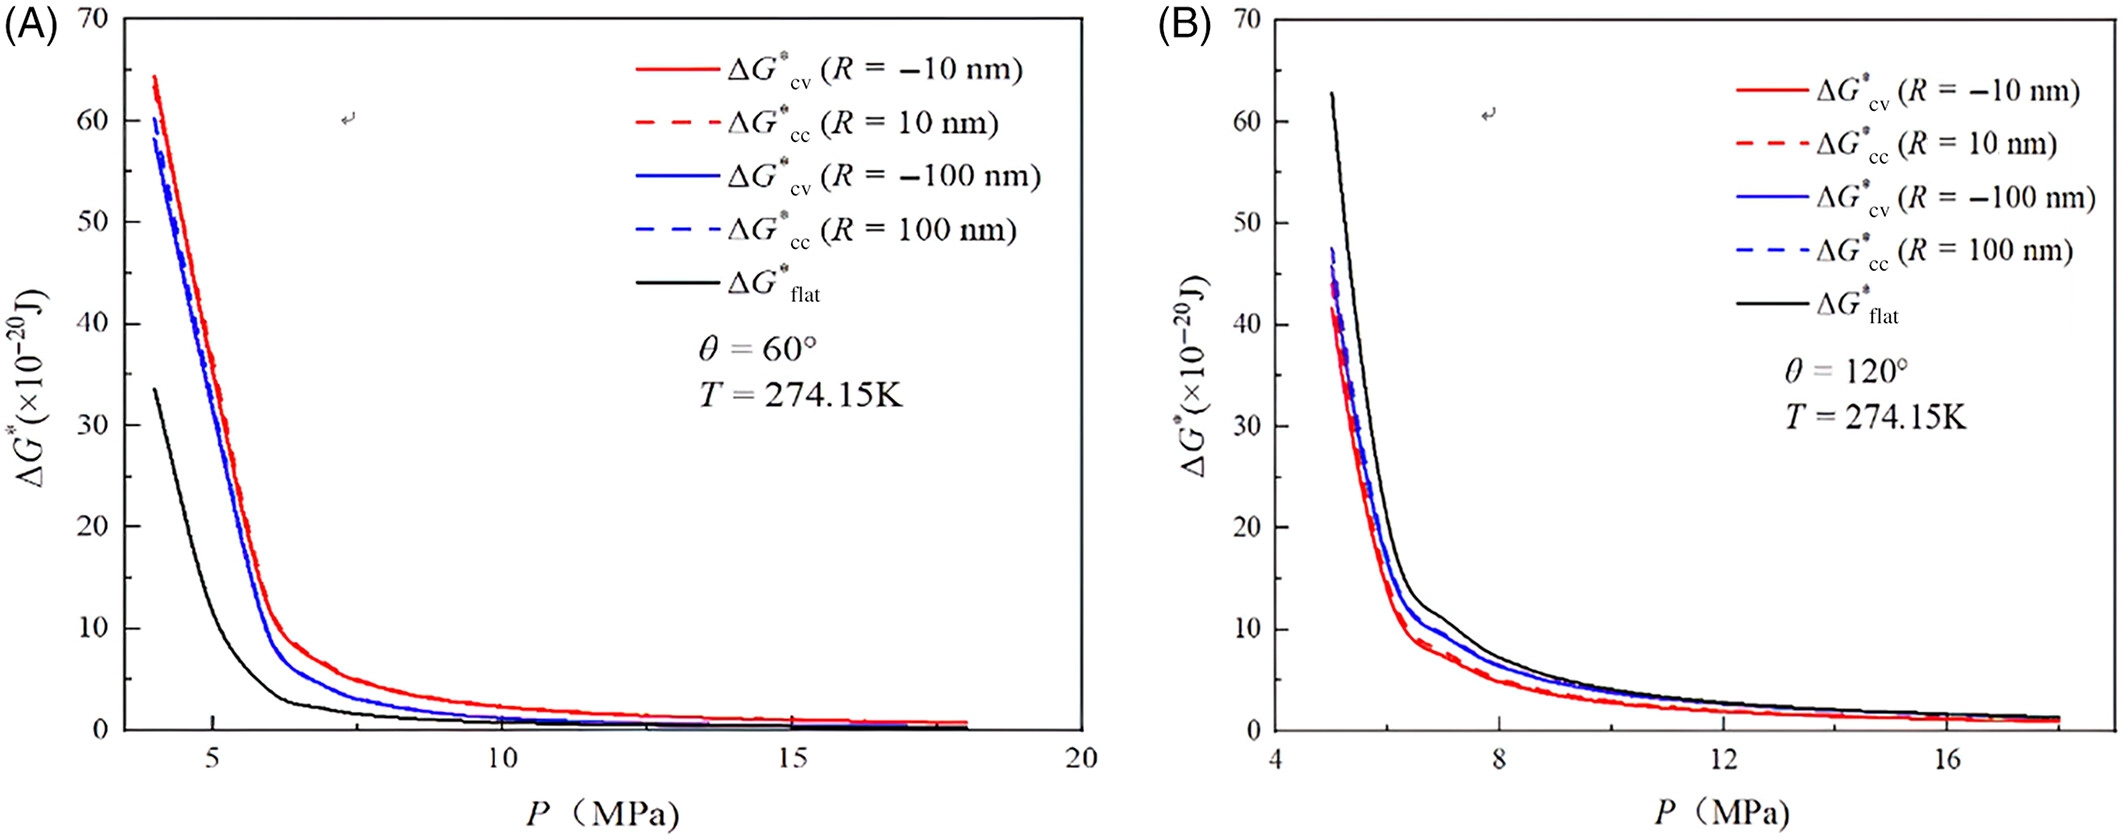 (A)
70
60
50
40
30
20
10
0
5
10
15
20
ΔG*(×10⁻²⁰J)
P（MPa)
ΔG*cv (R = –10 nm)
ΔG*cc (R = 10 nm)
ΔG*cv (R = –100 nm)
ΔG*cc (R = 100 nm)
ΔG*flat
θ = 60°
T = 274.15K
(B)
70
60
50
40
30
20
10
0
4
8
12
16
ΔG*(×10⁻²⁰J)
P（MPa)
ΔG*cv (R = –10 nm)
ΔG*cc (R = 10 nm)
ΔG*cv (R = –100 nm)
ΔG*cc (R = 100 nm)
ΔG*flat
θ = 120°
T = 274.15K